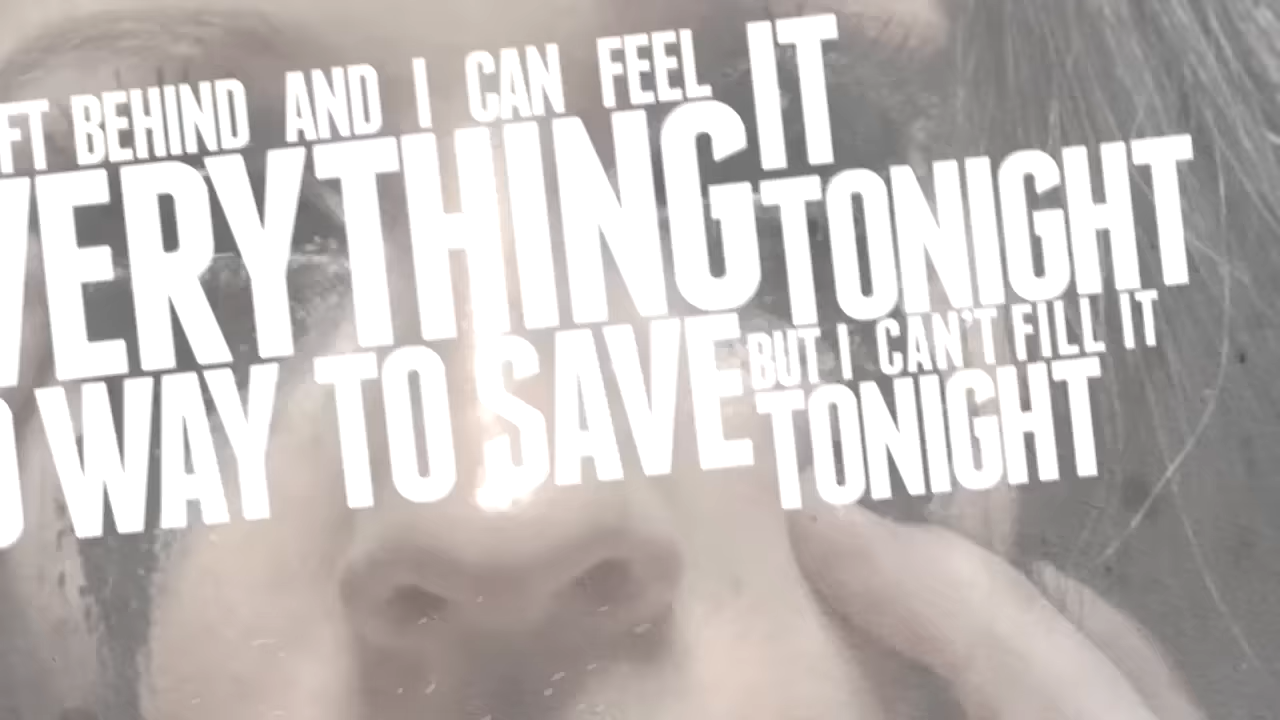 FT BEHIND AND I CAN FEEL IT
VERYTHING TONIGHT
WAY TO SAVE BUT I CAN'T FILL IT
TONIGHT